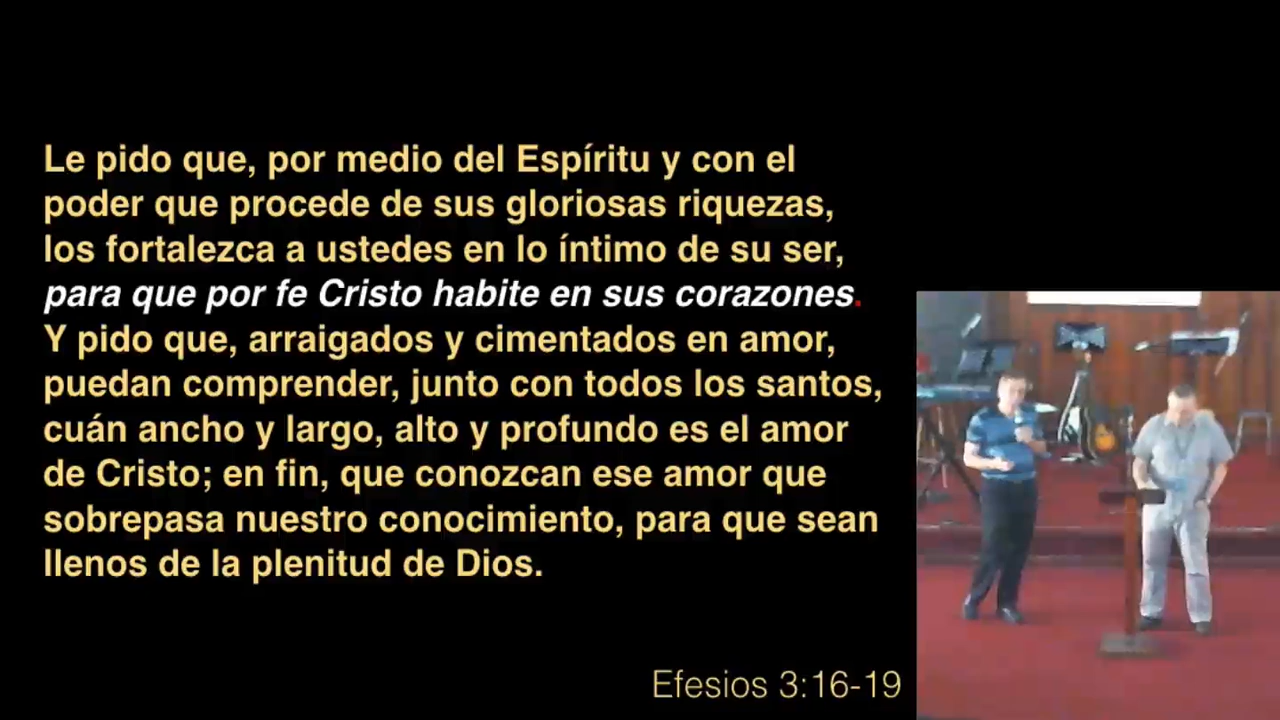 Le pido que, por medio del Espíritu y con el
poder que procede de sus gloriosas riquezas,
los fortalezca a ustedes en lo íntimo de su ser,
para que por fe Cristo habite en sus corazones.
Y pido que, arraigados y cimentados en amor,
puedan comprender, junto con todos los santos,
cuán ancho y largo, alto y profundo es el amor
de Cristo; en fin, que conozcan ese amor que
sobrepasa nuestro conocimiento, para que sean
llenos de la plenitud de Dios.
Efesios 3:16-19